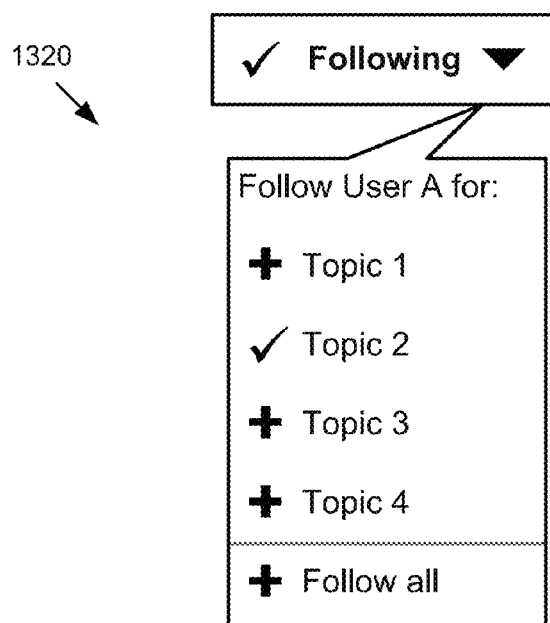 1320
✓ Following ▼
Follow User A for:
+ Topic 1
✓ Topic 2
+ Topic 3
+ Topic 4
+ Follow all